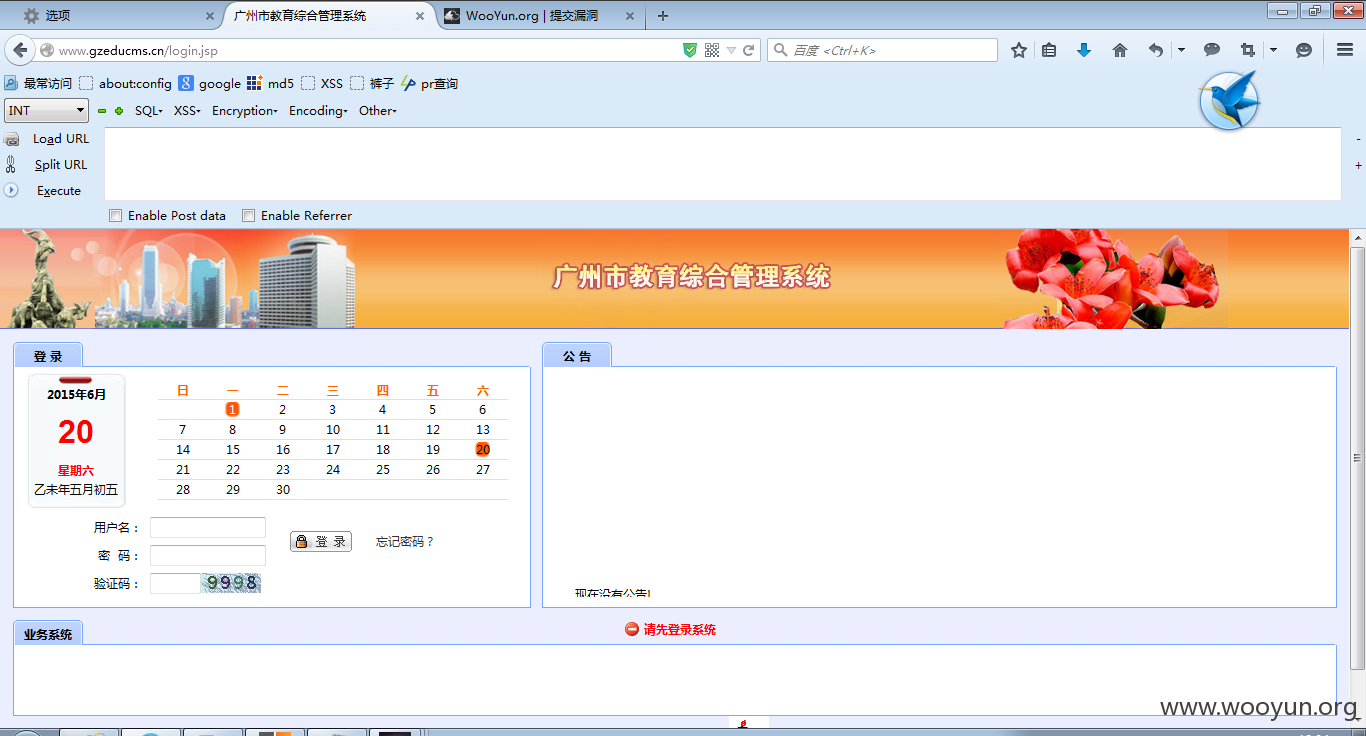 选项
广州市教育综合管理系统
WooYun.org | 提交漏洞
www.gzeducms.cn/login.jsp
百度 <Ctrl+K>
最常访问 about:config google md5 XSS 裤子 pr查询
INT SQL XSS Encryption Encoding Other
Load URL
Split URL
Execute
Enable Post data Enable Referrer
广州市教育综合管理系统
登 录
2015年6月
20
星期六
乙未年五月初五
日 一 二 三 四 五 六
1 2 3 4 5 6
7 8 9 10 11 12 13
14 15 16 17 18 19 20
21 22 23 24 25 26 27
28 29 30
用户名：
密 码：
验证码： 9998
登 录
忘记密码？
公 告
现在没有公告!
业务系统
请先登录系统
www.wooyun.org